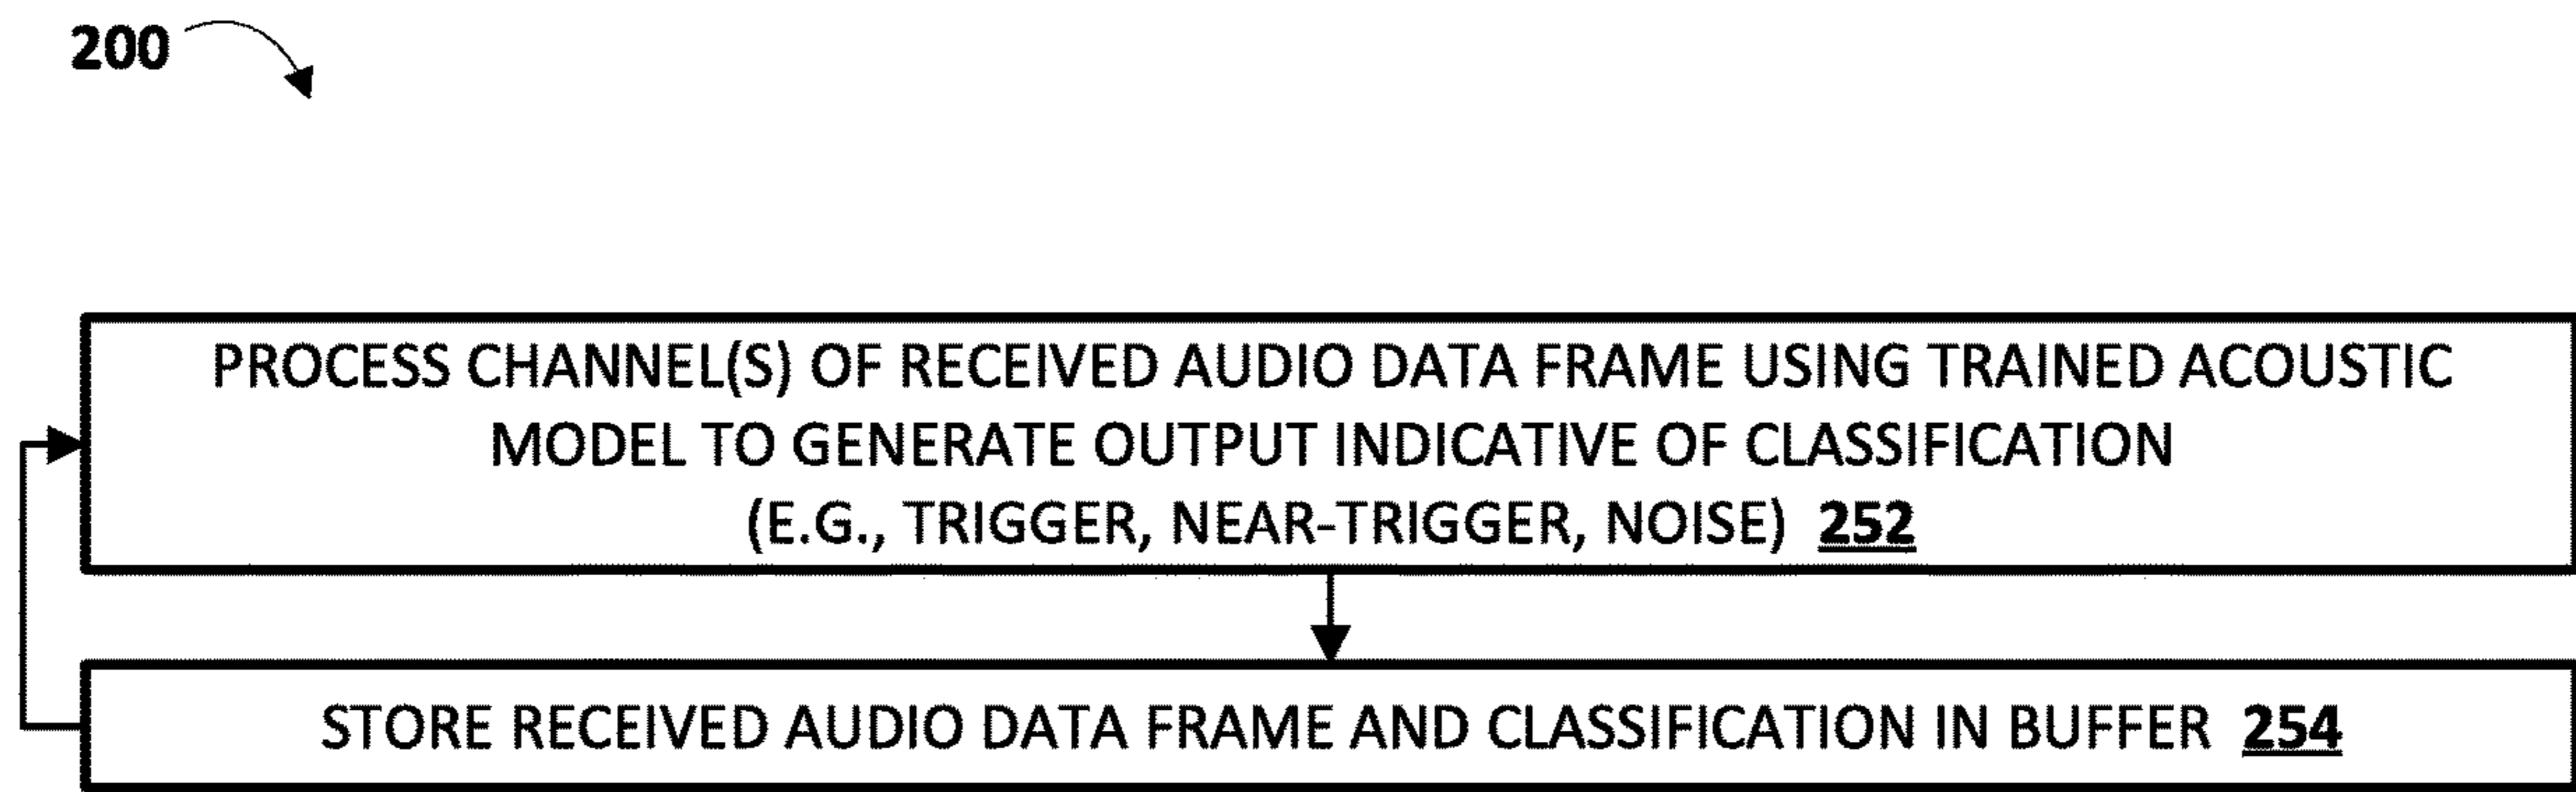 200
PROCESS CHANNEL(S) OF RECEIVED AUDIO DATA FRAME USING TRAINED ACOUSTIC
MODEL TO GENERATE OUTPUT INDICATIVE OF CLASSIFICATION
(E.G., TRIGGER, NEAR-TRIGGER, NOISE) 252
STORE RECEIVED AUDIO DATA FRAME AND CLASSIFICATION IN BUFFER 254